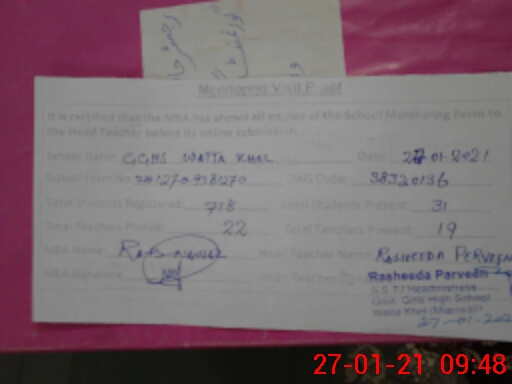 Monitoring Visit Proof
It is certified that the MEA has shown all entries of the School Monitoring Form to
the Head Teacher before its online submission.
School Name: GGHS WATTA KHEL Date: 27-01-2021
School Form No EMIS Code: 38320136
Total Students Registered: 718 Total Students Present: 31
Total Teachers Posted: 22 Total Teachers Present: 19
MEA Name: Head Teacher Name: RASHEEDA PERVEEN
MEA Signature: Head Teacher
Rasheeda Parveen
S.S.T/ Headmistress
Govt. Girls High School
Watta Khel (Mianwali)
27-01-202
27-01-21 09:48